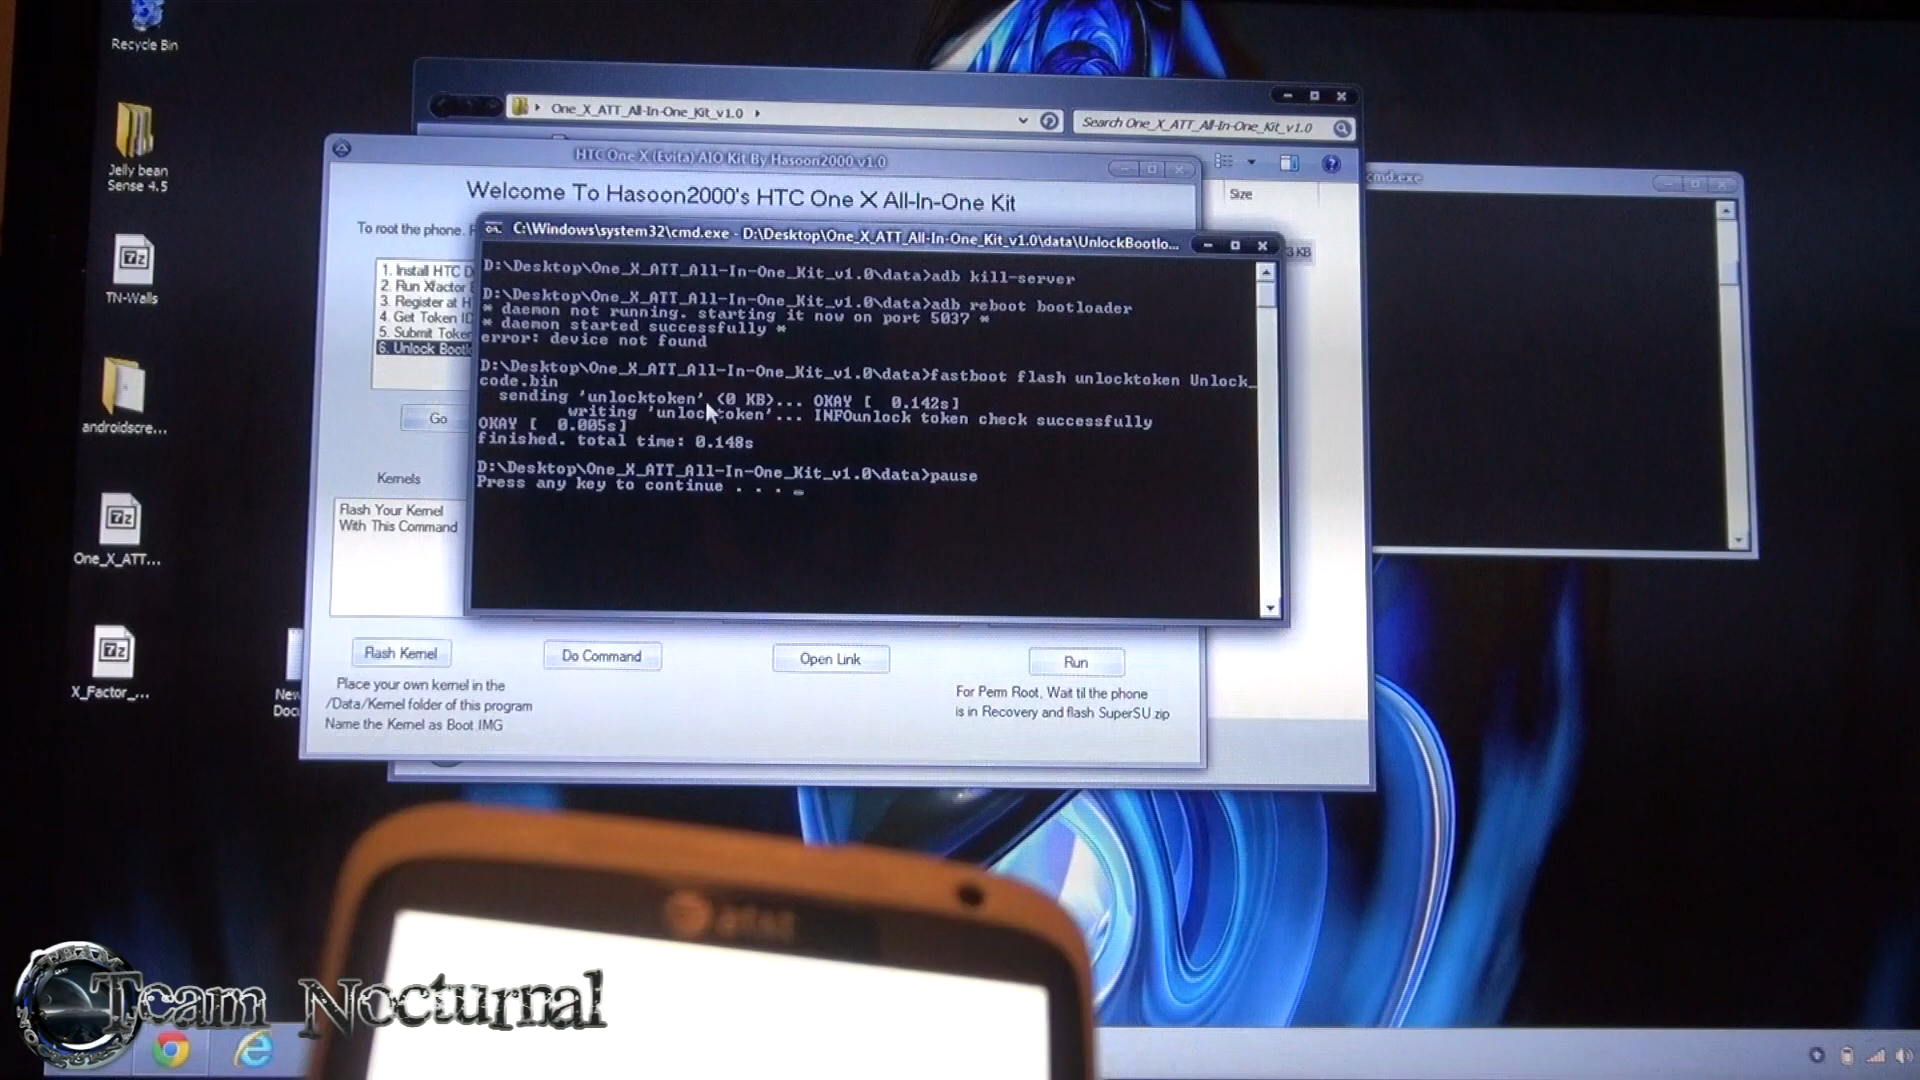 Recycle Bin
Jelly bean
Sense 4.5
TN-Walls
androidscre...
One_X_ATT...
X_Factor_...
One_X_ATT_All-In-One_Kit_v1.0
Search One_X_ATT_All-In-One_Kit_v1.0
Size
3 KB
cmd.exe
HTC One X (Evita) AIO Kit By Hasoon2000 v1.0
Welcome To Hasoon2000's HTC One X All-In-One Kit
To root the phone.
1. Install HTC D
2. Run Xfactor
3. Register at H
4. Get Token ID
5. Submit Toke
6. Unlock Bootlo
Go
Kernels
Flash Your Kernel
With This Command
C:\Windows\system32\cmd.exe - D:\Desktop\One_X_ATT_All-In-One_Kit_v1.0\data\UnlockBootlo...
D:\Desktop\One_X_ATT_All-In-One_Kit_v1.0\data>adb kill-server
D:\Desktop\One_X_ATT_All-In-One_Kit_v1.0\data>adb reboot bootloader
* daemon not running. starting it now on port 5037 *
* daemon started successfully *
error: device not found
D:\Desktop\One_X_ATT_All-In-One_Kit_v1.0\data>fastboot flash unlocktoken Unlock_
code.bin
sending 'unlocktoken' (0 KB)... OKAY [  0.142s]
writing 'unlocktoken'... INFOunlock token check successfully
OKAY [  0.005s]
finished. total time: 0.148s
D:\Desktop\One_X_ATT_All-In-One_Kit_v1.0\data>pause
Press any key to continue . . . _
Flash Kernel
Do Command
Open Link
Run
Place your own kernel in the
/Data/Kernel folder of this program
Name the Kernel as Boot IMG
For Perm Root, Wait til the phone
is in Recovery and flash SuperSU.zip
New
Doc
at&t
Team Nocturnal